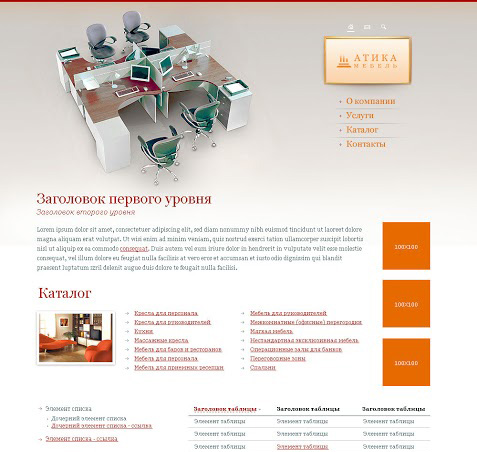 АТИКА
МЕБЕЛЬ
О компании
Услуги
Каталог
Контакты
Заголовок первого уровня
Заголовок второго уровня
Lorem ipsum dolor sit amet, consectetuer adipiscing elit, sed diam nonummy nibh euismod tincidunt ut laoreet dolore
magna aliquam erat volutpat. Ut wisi enim ad minim veniam, quis nostrud exerci tation ullamcorper suscipit lobortis
nisl ut aliquip ex ea commodo consequat. Duis autem vel eum iriure dolor in hendrerit in vulputate velit esse molestie
consequat, vel illum dolore eu feugiat nulla facilisis at vero eros et accumsan et iusto odio dignissim qui blandit
praesent luptatum zzril delenit augue duis dolore te feugait nulla facilisi.
100X100
100X100
100X100
Каталог
Кресла для персонала
Кресла для руководителей
Кухни
Массажные кресла
Мебель для баров и ресторанов
Мебель для персонала
Мебель для приемных ресепшн
Мебель для руководителей
Межкомнатные (офисные) перегородки
Мягкая мебель
Нестандартная эксклюзивная мебель
Операционные залы для банков
Переговорные зоны
Спальни
Элемент списка
Дочерний элемент списка
Дочерний элемент списка - ссылка
Элемент списка - ссылка
Заголовок таблицы Заголовок таблицы Заголовок таблицы
Элемент таблицы Элемент таблицы Элемент таблицы
Элемент таблицы Элемент таблицы Элемент таблицы
Элемент таблицы Элемент таблицы Элемент таблицы